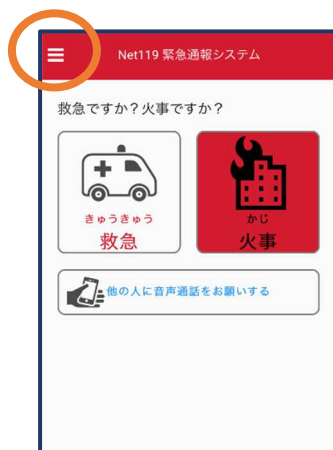 Net119 緊急通報システム
救急ですか？火事ですか？
きゅうきゅう
救急
かじ
火事
他の人に音声通話をお願いする